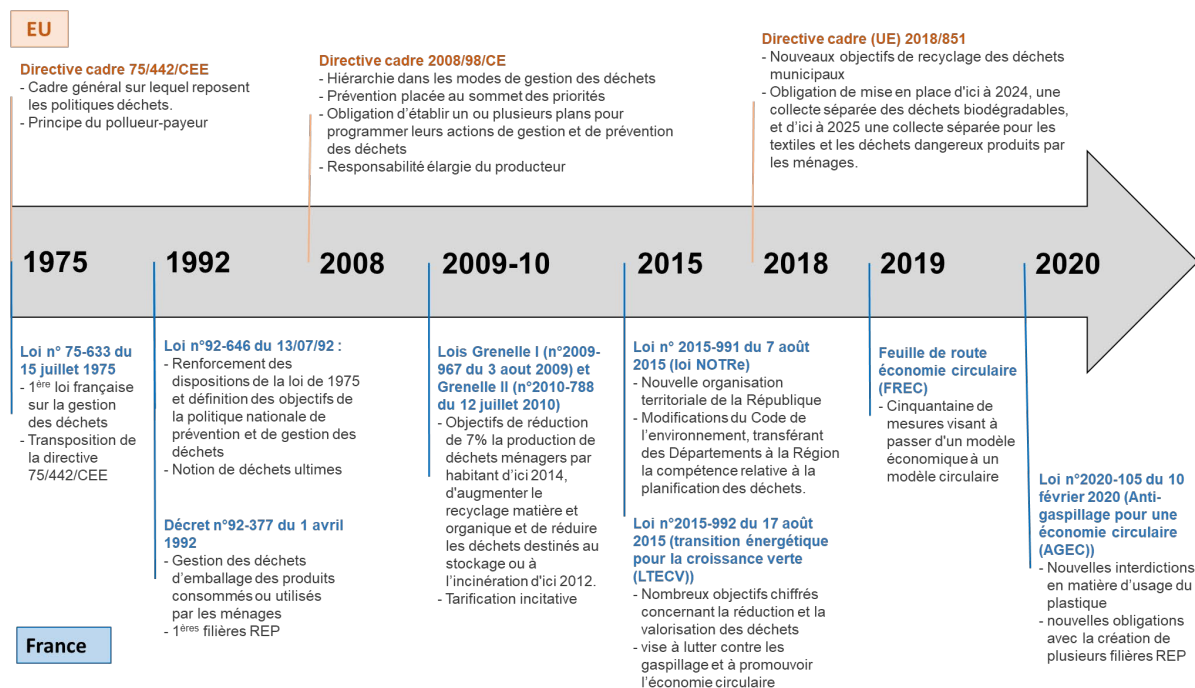 EU
Directive cadre 75/442/CEE
- Cadre général sur lequel reposent
les politiques déchets.
- Principe du pollueur-payeur
Directive cadre 2008/98/CE
- Hiérarchie dans les modes de gestion des déchets
- Prévention placée au sommet des priorités
- Obligation d'établir un ou plusieurs plans pour
programmer leurs actions de gestion et de prévention
des déchets
- Responsabilité élargie du producteur
Directive cadre (UE) 2018/851
- Nouveaux objectifs de recyclage des déchets
municipaux
- Obligation de mise en place d'ici à 2024, une
collecte séparée des déchets biodégradables,
et d'ici à 2025 une collecte séparée pour les
textiles et les déchets dangereux produits par
les ménages.
1975
1992
2008
2009-10
2015
2018
2019
2020
Loi n° 75-633 du
15 juillet 1975
- 1ère loi française
sur la gestion
des déchets
- Transposition de
la directive
75/442/CEE
Loi n°92-646 du 13/07/92 :
- Renforcement des
dispositions de la loi de 1975
et définition des objectifs de
la politique nationale de
prévention et de gestion des
déchets
- Notion de déchets ultimes
Décret n°92-377 du 1 avril
1992
- Gestion des déchets
d'emballage des produits
consommés ou utilisés
par les ménages
- 1ères filières REP
Lois Grenelle I (n°2009-
967 du 3 aout 2009) et
Grenelle II (n°2010-788
du 12 juillet 2010)
- Objectifs de réduction
de 7% la production de
déchets ménagers par
habitant d'ici 2014,
d'augmenter le
recyclage matière et
organique et de réduire
les déchets destinés au
stockage ou à
l'incinération d'ici 2012.
- Tarification incitative
Loi n° 2015-991 du 7 août
2015 (loi NOTRe)
- Nouvelle organisation
territoriale de la République
- Modifications du Code de
l'environnement, transférant
des Départements à la Région
la compétence relative à la
planification des déchets.
Loi n°2015-992 du 17 août
2015 (transition énergétique
pour la croissance verte
(LTECV))
- Nombreux objectifs chiffrés
concernant la réduction et la
valorisation des déchets
- vise à lutter contre les
gaspillage et à promouvoir
l'économie circulaire
Feuille de route
économie circulaire
(FREC)
- Cinquantaine de
mesures visant à
passer d'un modèle
économique à un
modèle circulaire
Loi n°2020-105 du 10
février 2020 (Anti-
gaspillage pour une
économie circulaire
(AGEC))
- Nouvelles interdictions
en matière d'usage du
plastique
- nouvelles obligations
avec la création de
plusieurs filières REP
France